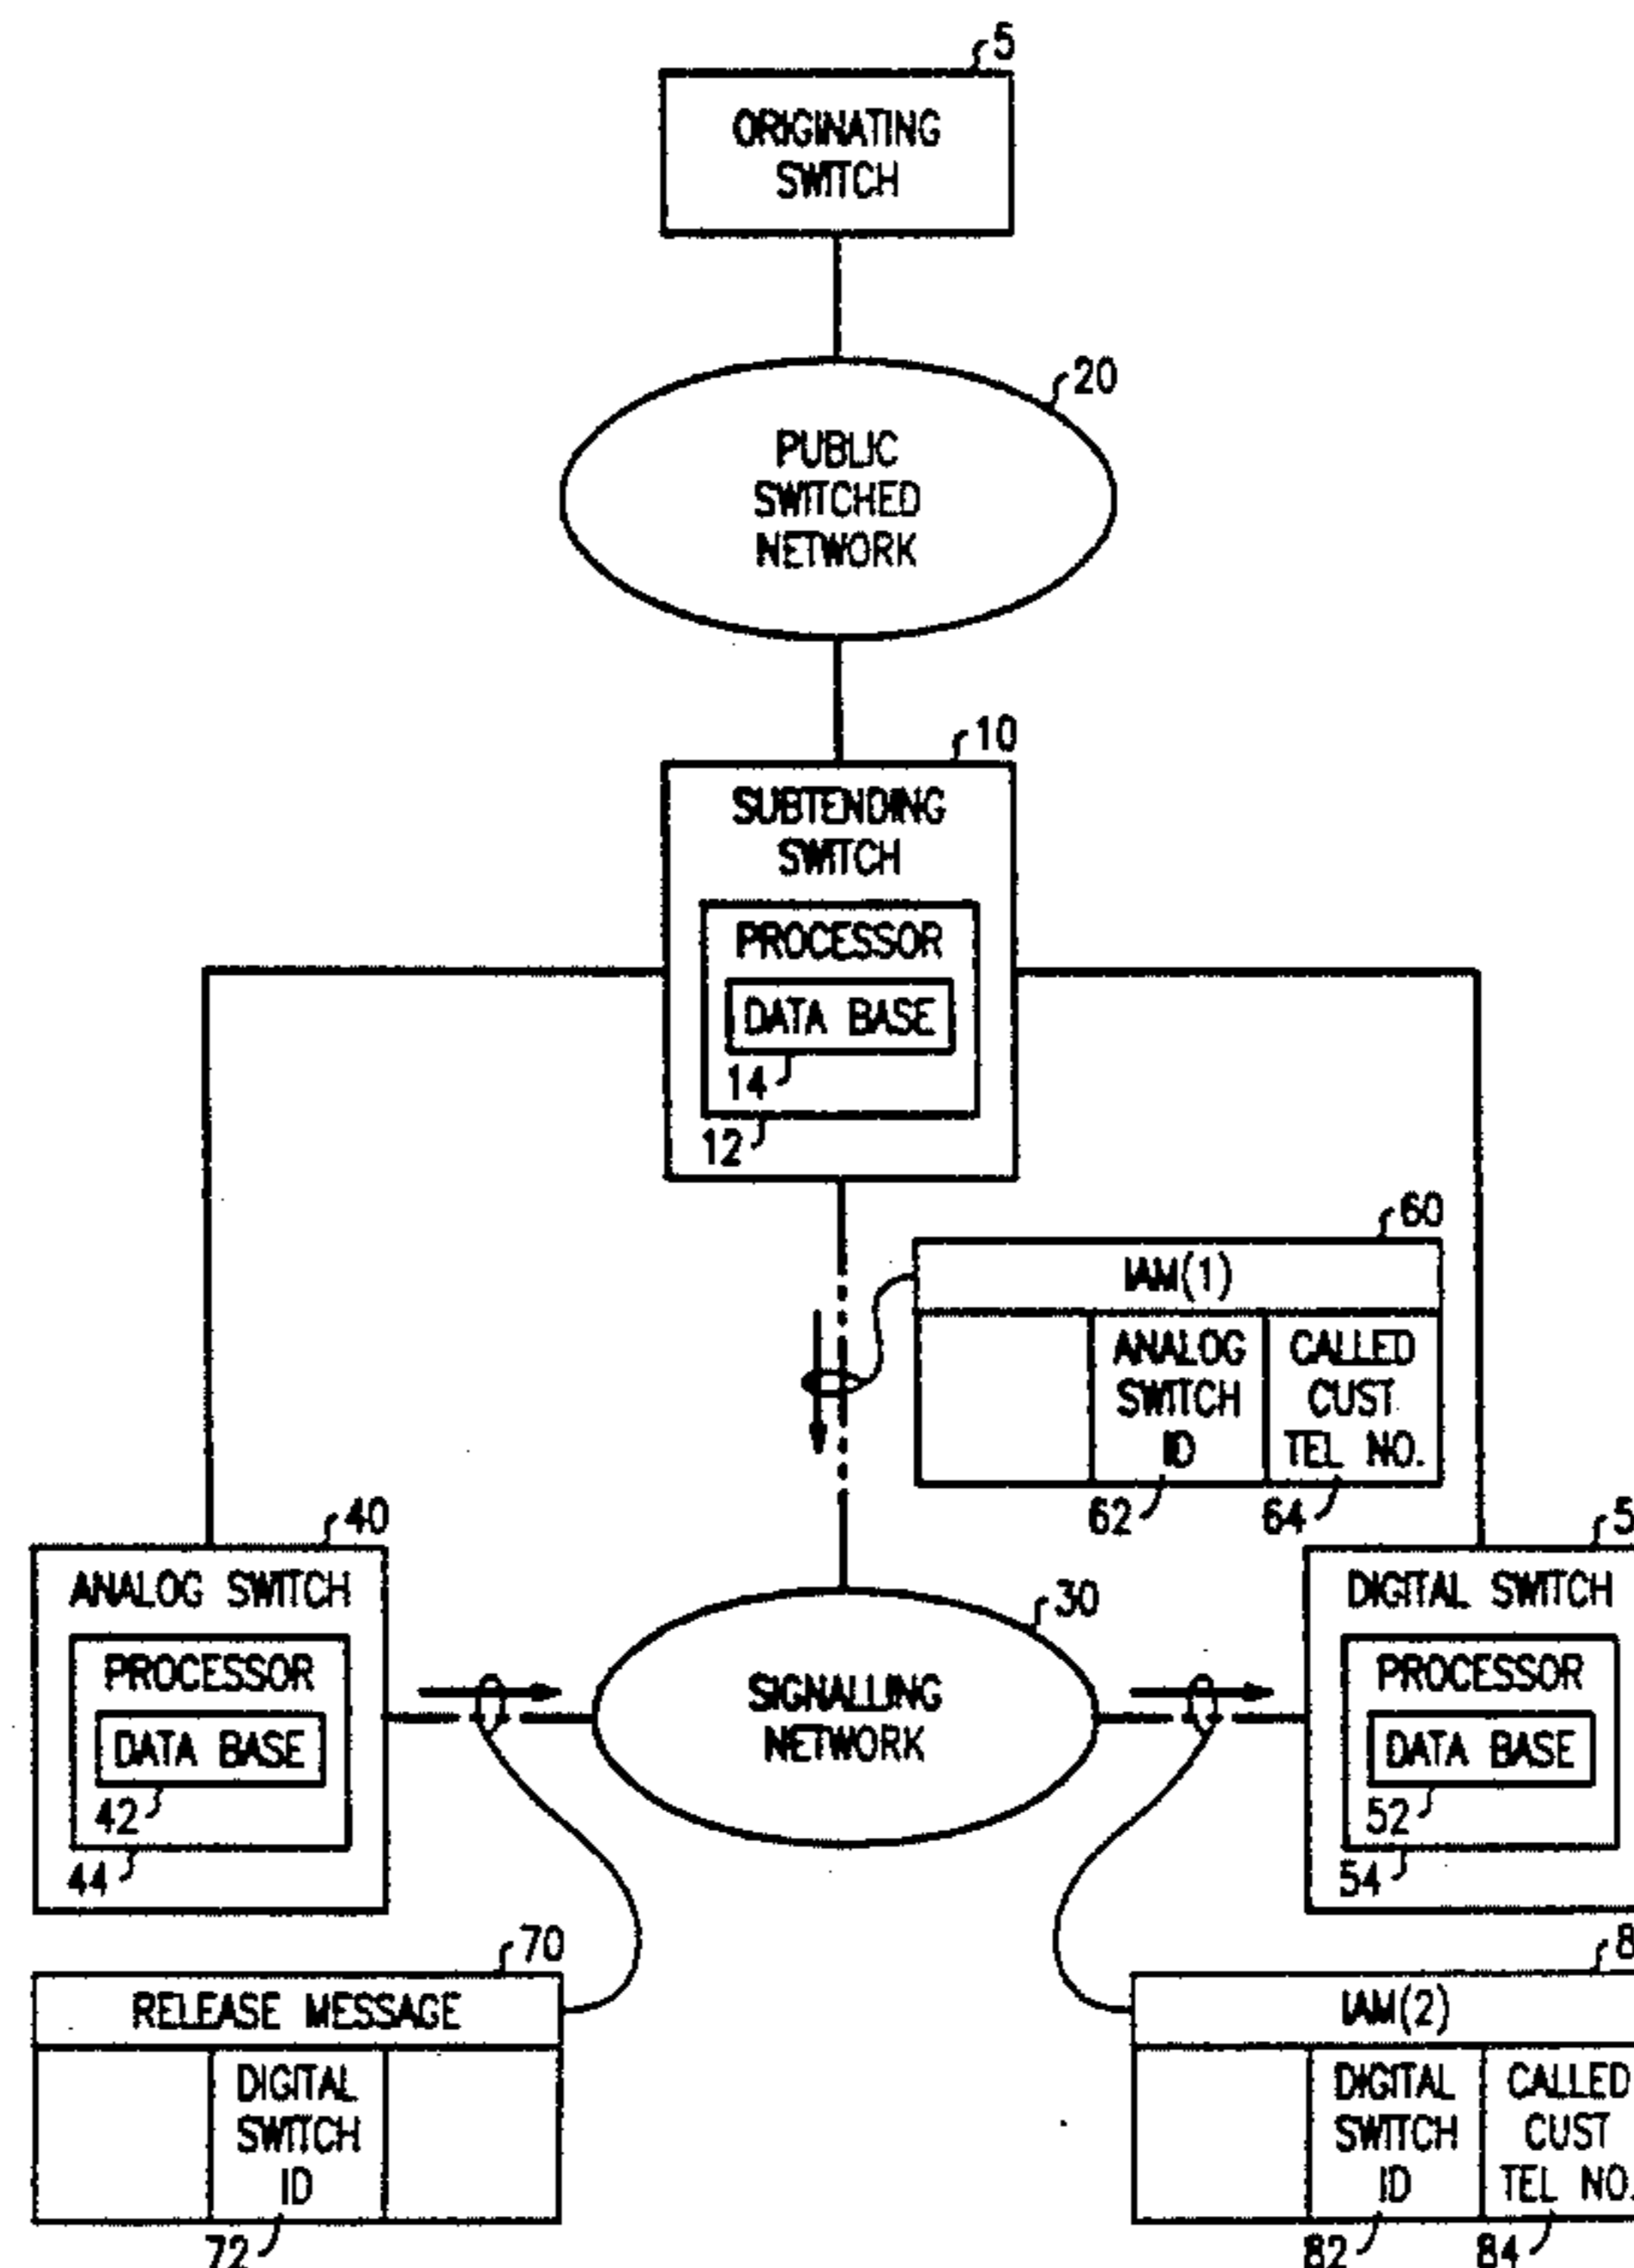 5
ORIGINATING
SWITCH
20
PUBLIC
SWITCHED
NETWORK
10
SUBTENDING
SWITCH
PROCESSOR
DATA BASE
14
12
60
IAM(1)
ANALOG
SWITCH
ID
CALLED
CUST
TEL NO.
62
64
40
ANALOG SWITCH
PROCESSOR
DATA BASE
42
44
30
SIGNALLING
NETWORK
5
DIGITAL SWITCH
PROCESSOR
DATA BASE
52
54
70
RELEASE MESSAGE
DIGITAL
SWITCH
ID
72
8
IAM(2)
DIGITAL
SWITCH
ID
CALLED
CUST
TEL NO.
82
84